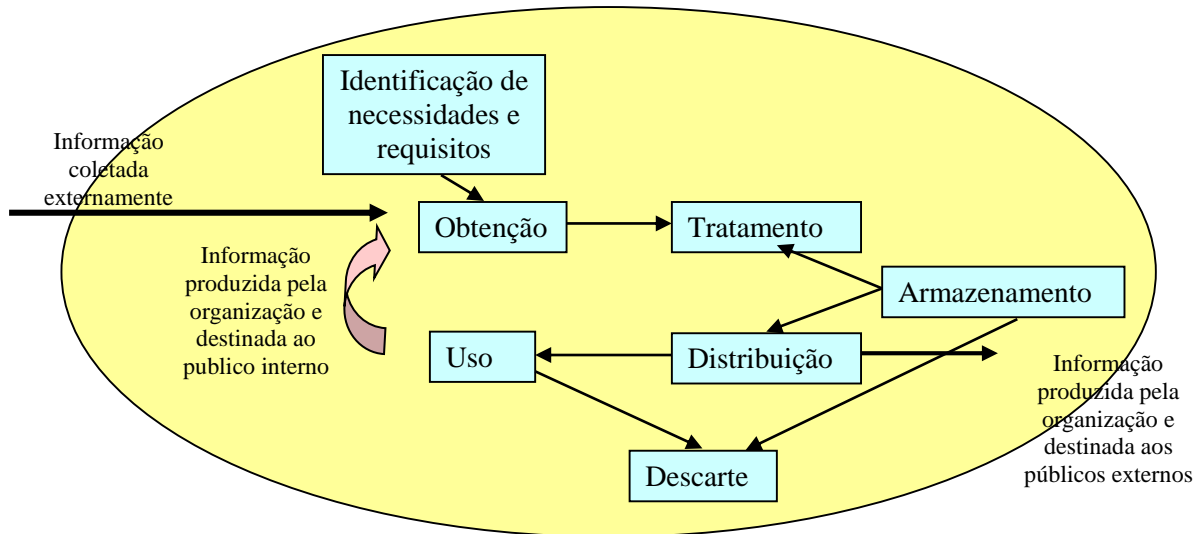 Identificação de
necessidades e
requisitos
Informação
coletada
externamente
Obtenção
Tratamento
Informação
produzida pela
organização e
destinada ao
publico interno
Armazenamento
Uso
Distribuição
Informação
produzida pela
organização e
destinada aos
públicos externos
Descarte